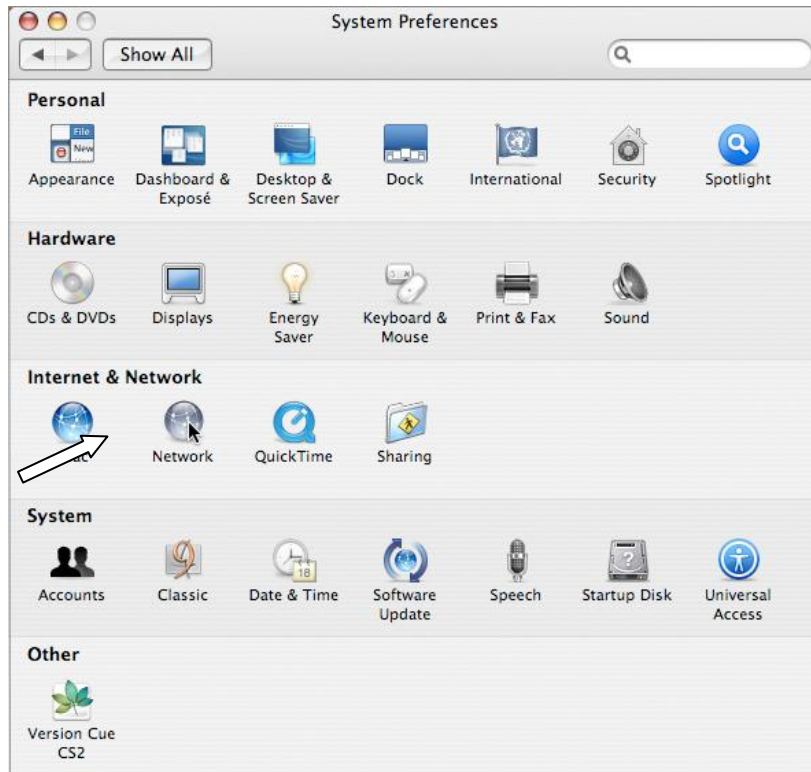 System Preferences
Show All
Personal
File
New
Appearance Dashboard & Desktop & Dock International Security Spotlight
Exposé Screen Saver
Hardware
CDs & DVDs Displays Energy Keyboard & Print & Fax Sound
Saver Mouse
Internet & Network
Network QuickTime Sharing
System
18
Accounts Classic Date & Time Software Speech Startup Disk Universal
Update Access
Other
Version Cue
CS2